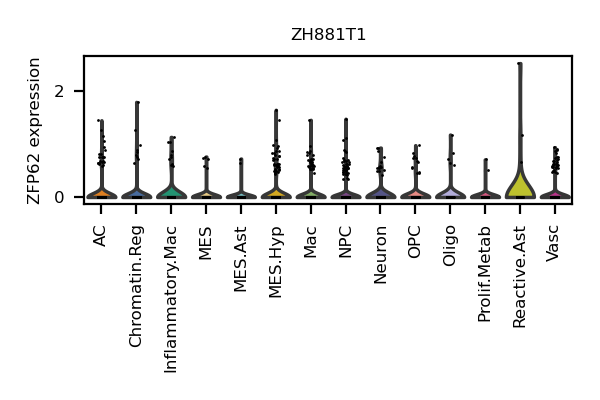 ZH881T1
ZFP62 expression
2
0
AC
Chromatin.Reg
Inflammatory.Mac
MES
MES.Ast
MES.Hyp
Mac
NPC
Neuron
OPC
Oligo
Prolif.Metab
Reactive.Ast
Vasc